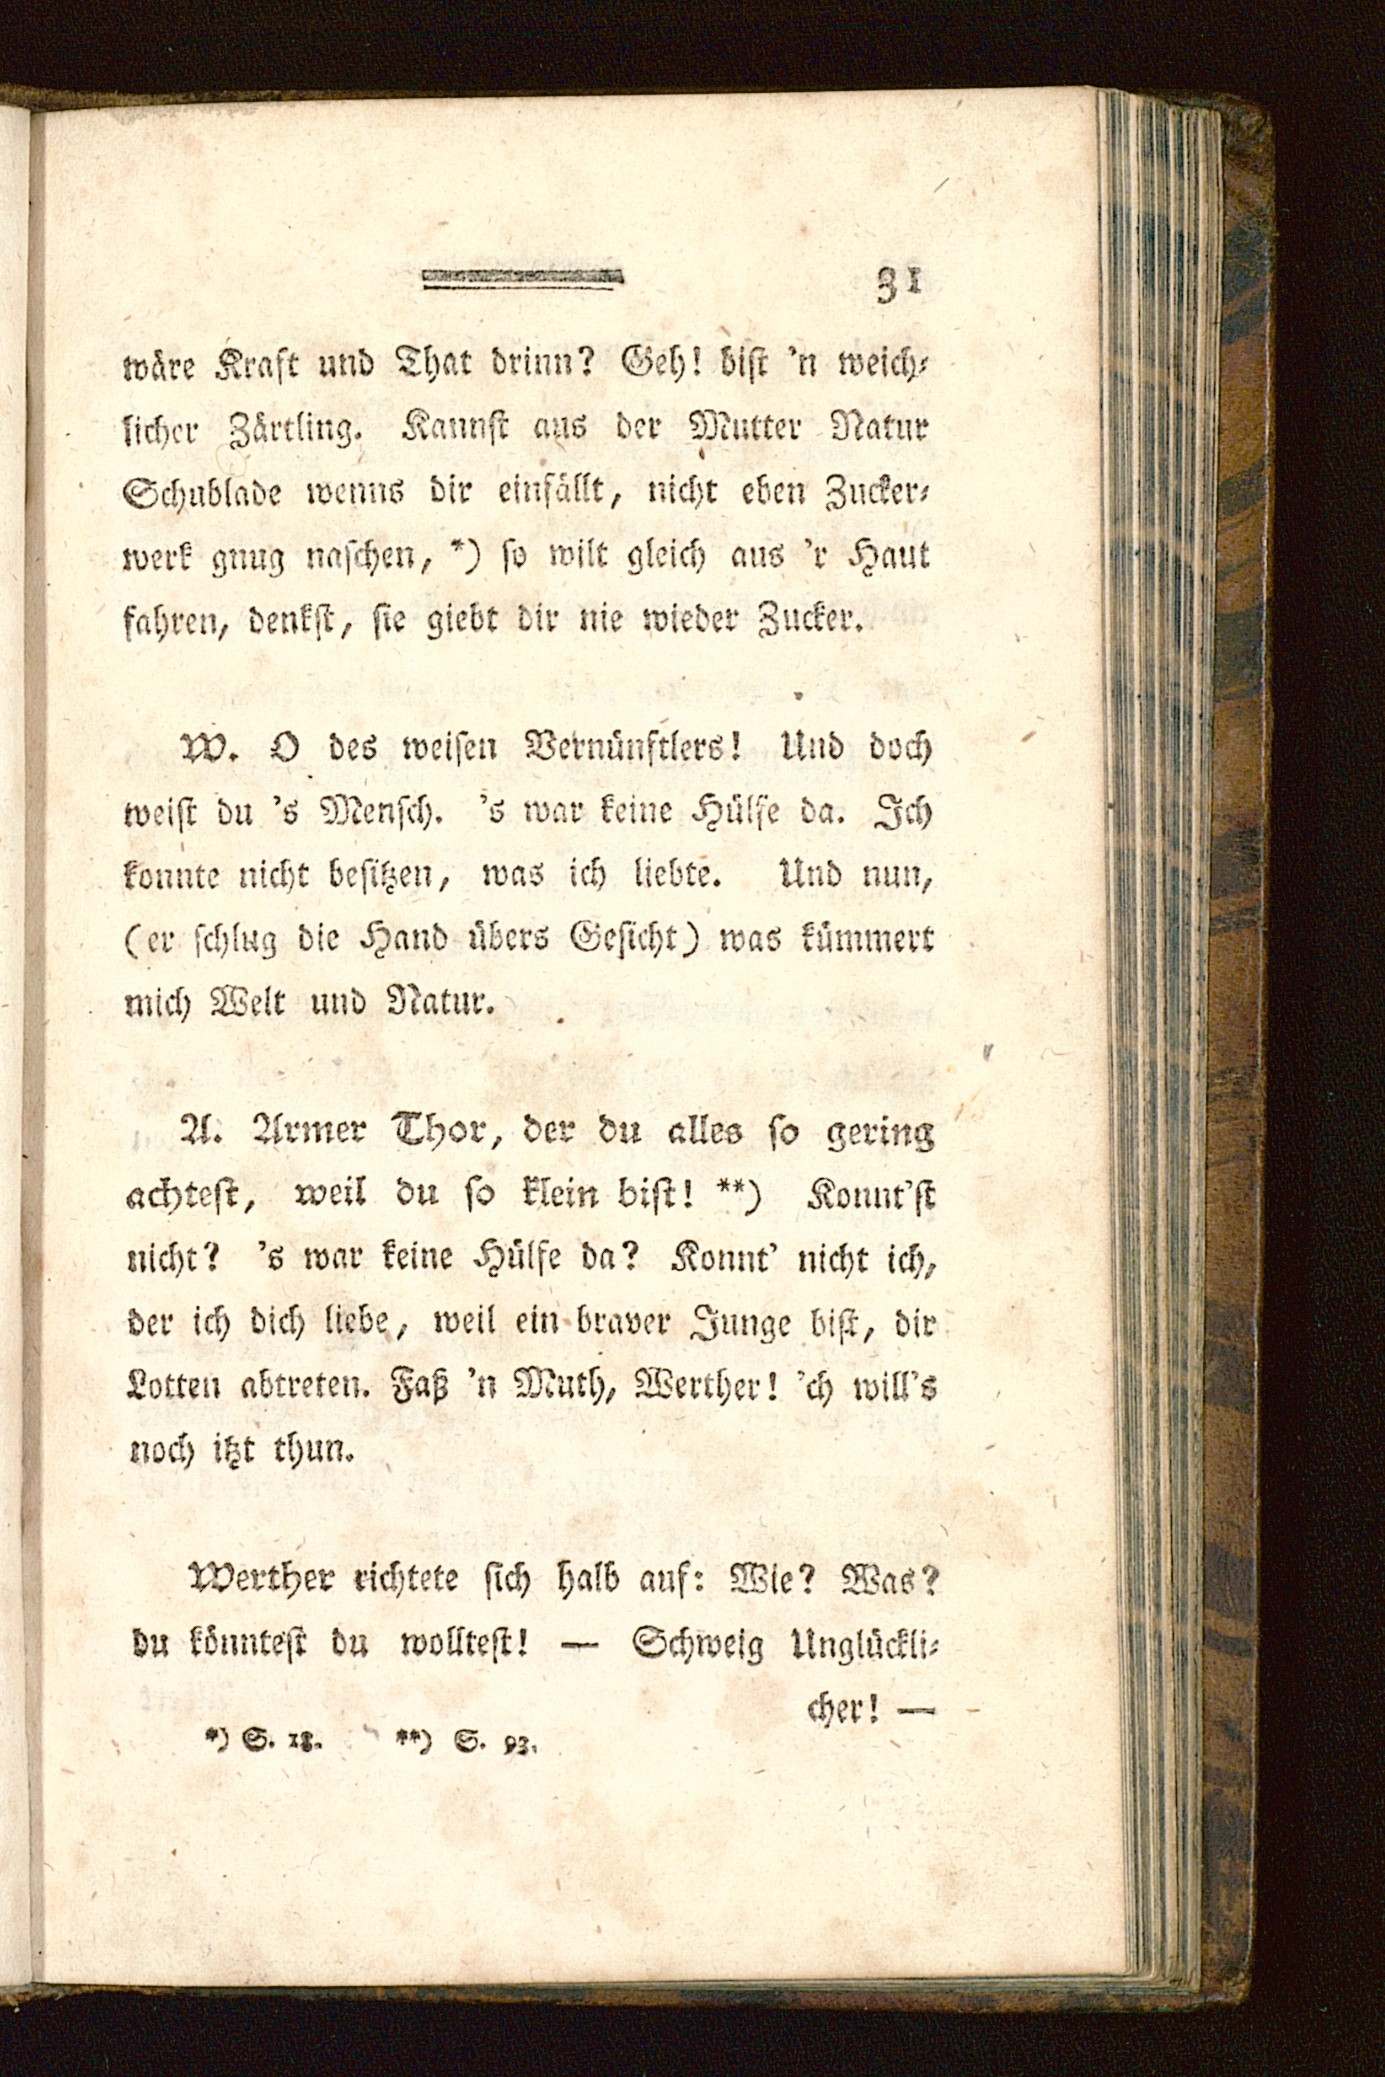 31
wäre Kraft und That drinn? Geh! bist 'n weich⸗
licher Zärtling. Kannst aus der Mutter Natur
Schublade wenns dir einfällt, nicht eben Zucker⸗
werk gnug naschen, *) so wilt gleich aus 'r Haut
fahren, denkst, sie giebt dir nie wieder Zucker.
W. O des weisen Vernünftlers! Und doch
weist du 's Mensch. 's war keine Hülfe da. Ich
konnte nicht besitzen, was ich liebte. Und nun,
(er schlug die Hand übers Gesicht) was kümmert
mich Welt und Natur.
A. Armer Thor, der du alles so gering
achtest, weil du so klein bist! **) Konnt'st
nicht? 's war keine Hülfe da? Konnt' nicht ich,
der ich dich liebe, weil ein braver Junge bist, dir
Lotten abtreten. Faß 'n Muth, Werther! 'ch will's
noch itzt thun.
Werther richtete sich halb auf: Wie? Was?
du könntest du wolltest! — Schweig Unglückli⸗
cher! —
*) S. 18. **) S. 93.